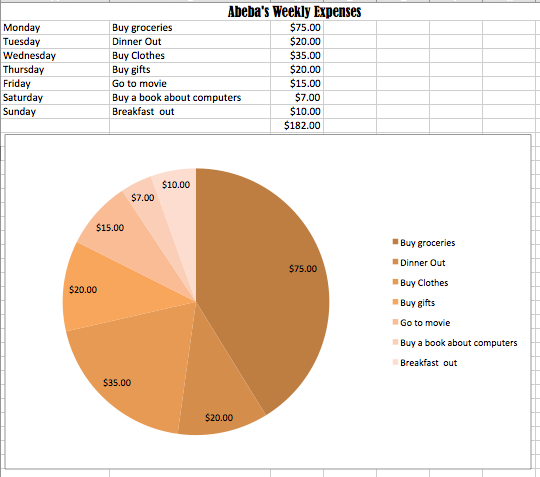 Abeba's Weekly Expenses
Monday Buy groceries $75.00
Tuesday Dinner Out $20.00
Wednesday Buy Clothes $35.00
Thursday Buy gifts $20.00
Friday Go to movie $15.00
Saturday Buy a book about computers $7.00
Sunday Breakfast  out $10.00
$182.00
$10.00
$7.00
$15.00
$75.00
$20.00
$35.00
$20.00
Buy groceries
Dinner Out
Buy Clothes
Buy gifts
Go to movie
Buy a book about computers
Breakfast  out